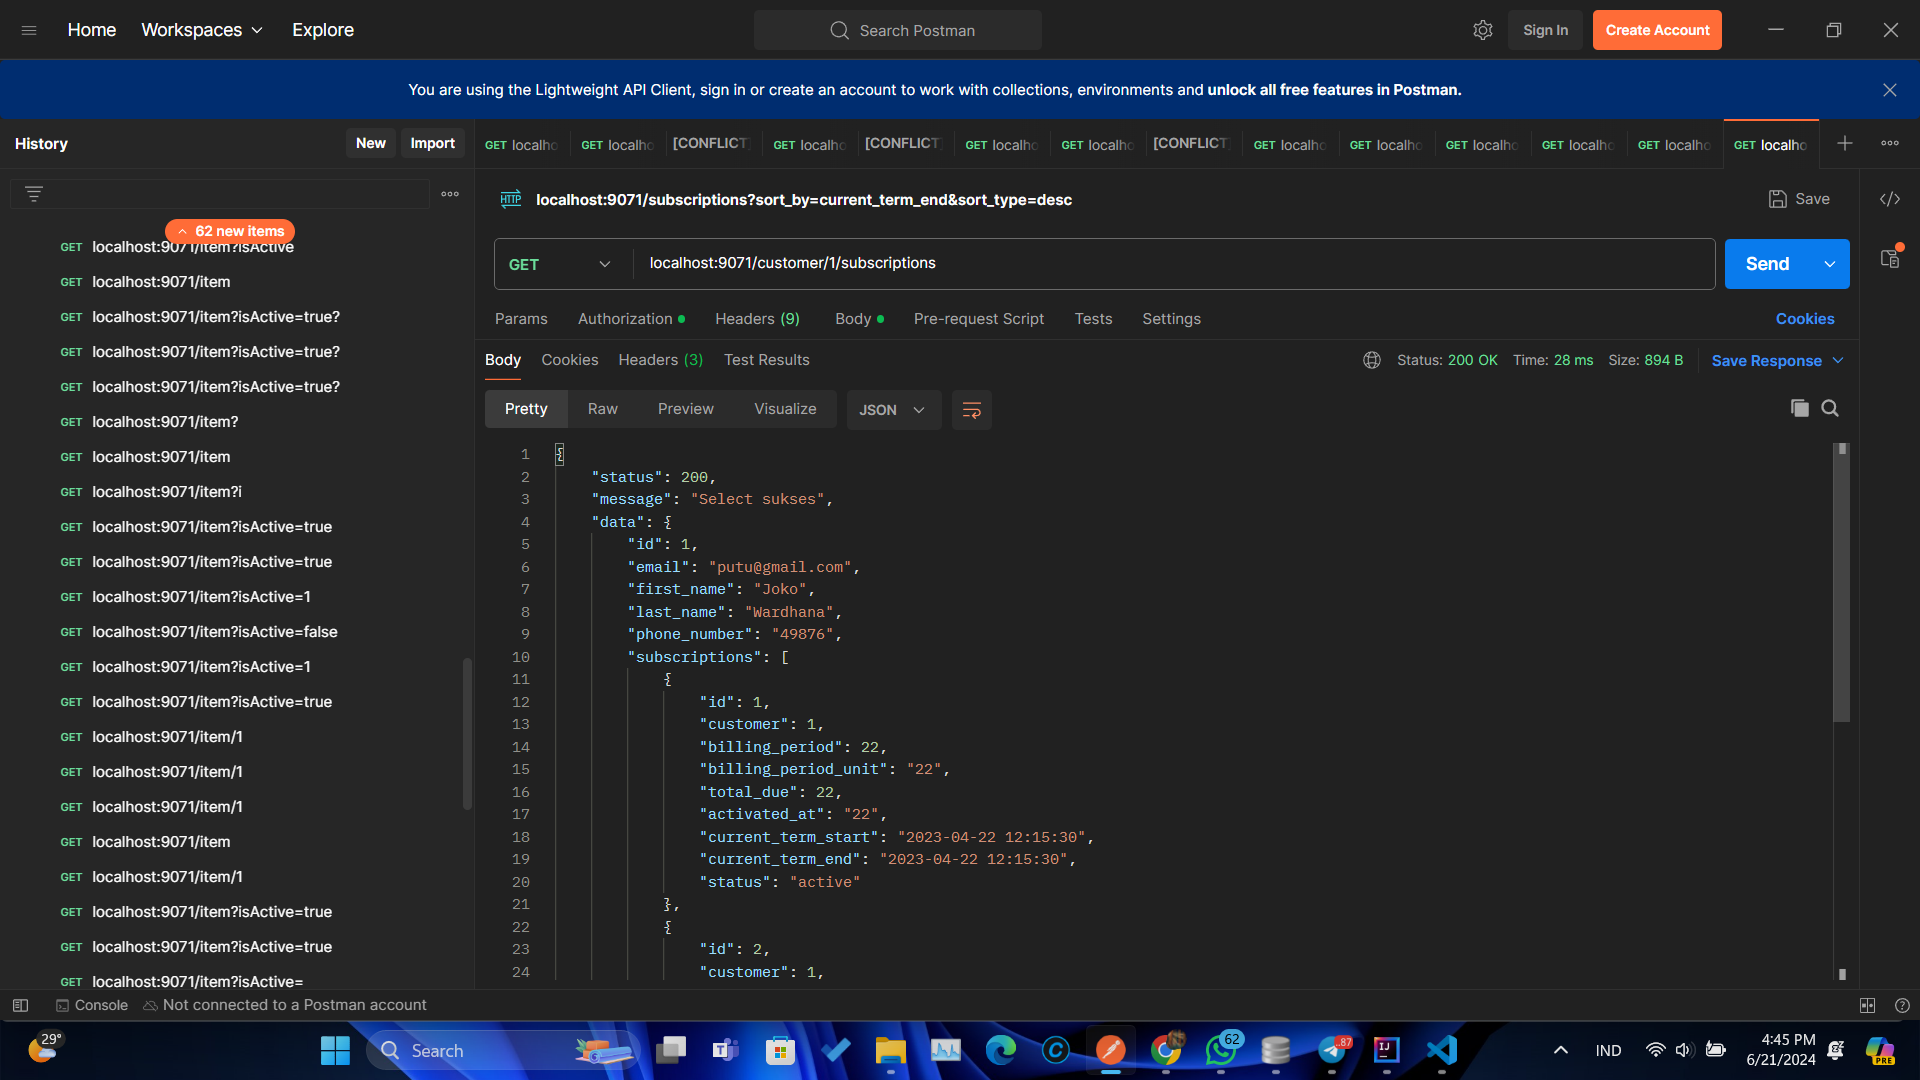 Home Workspaces Explore
Search Postman
Sign In Create Account
You are using the Lightweight API Client, sign in or create an account to work with collections, environments and unlock all free features in Postman.
History New Import
GET localho GET localho [CONFLICT] GET localho [CONFLICT] GET localho GET localho [CONFLICT] GET localho GET localho GET localho GET localho GET localho GET localho
62 new items
GET localhost:9071/item?isActive
GET localhost:9071/item
GET localhost:9071/item?isActive=true?
GET localhost:9071/item?isActive=true?
GET localhost:9071/item?isActive=true?
GET localhost:9071/item?
GET localhost:9071/item
GET localhost:9071/item?i
GET localhost:9071/item?isActive=true
GET localhost:9071/item?isActive=true
GET localhost:9071/item?isActive=1
GET localhost:9071/item?isActive=false
GET localhost:9071/item?isActive=1
GET localhost:9071/item?isActive=true
GET localhost:9071/item/1
GET localhost:9071/item/1
GET localhost:9071/item/1
GET localhost:9071/item
GET localhost:9071/item/1
GET localhost:9071/item?isActive=true
GET localhost:9071/item?isActive=true
GET localhost:9071/item?isActive=
HTTP localhost:9071/subscriptions?sort_by=current_term_end&sort_type=desc
Save </>
GET localhost:9071/customer/1/subscriptions
Send
Params Authorization Headers (9) Body Pre-request Script Tests Settings Cookies
Body Cookies Headers (3) Test Results Status: 200 OK Time: 28 ms Size: 894 B Save Response
Pretty Raw Preview Visualize JSON
1 {
2 "status": 200,
3 "message": "Select sukses",
4 "data": {
5 "id": 1,
6 "email": "putu@gmail.com",
7 "first_name": "Joko",
8 "last_name": "Wardhana",
9 "phone_number": "49876",
10 "subscriptions": [
11 {
12 "id": 1,
13 "customer": 1,
14 "billing_period": 22,
15 "billing_period_unit": "22",
16 "total_due": 22,
17 "activated_at": "22",
18 "current_term_start": "2023-04-22 12:15:30",
19 "current_term_end": "2023-04-22 12:15:30",
20 "status": "active"
21 },
22 {
23 "id": 2,
24 "customer": 1,
Console Not connected to a Postman account
29°
Search
62
87
IND
4:45 PM
6/21/2024
PRE